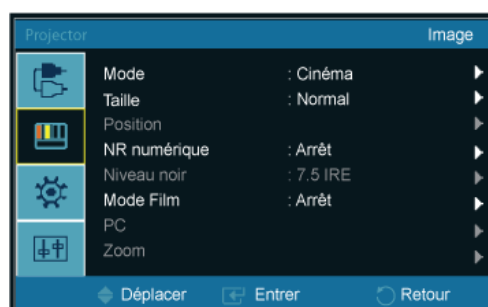 Projector Image
Mode : Cinéma
Taille : Normal
Position
NR numérique : Arrêt
Niveau noir : 7.5 IRE
Mode Film : Arrêt
PC
Zoom
Déplacer Entrer Retour